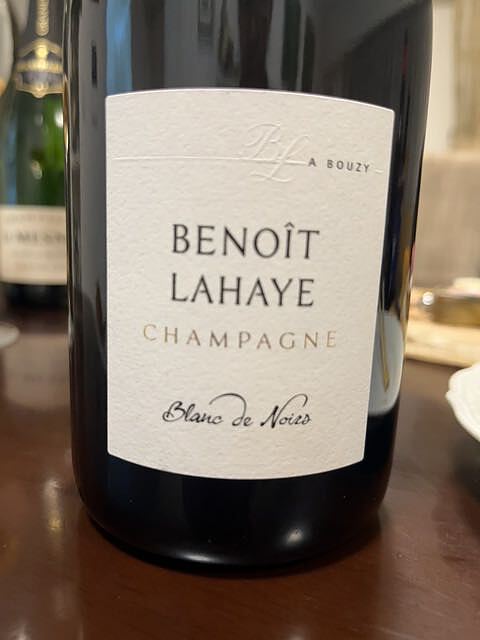 BL
A BOUZY
BENOÎT
LAHAYE
CHAMPAGNE
Blanc de Noirs